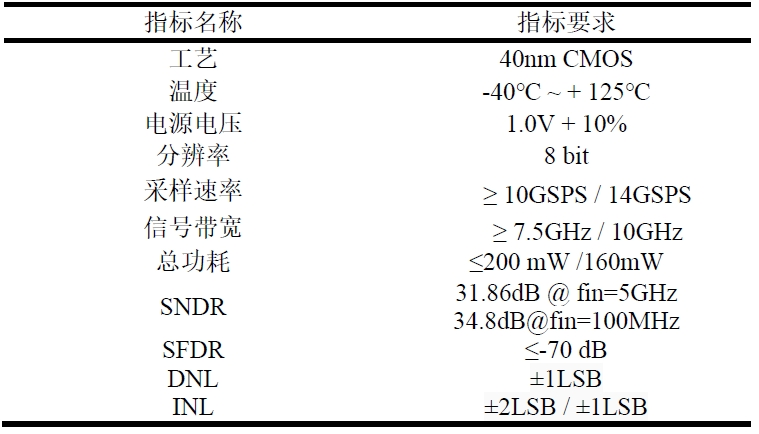 指标名称 指标要求
工艺 40nm CMOS
温度 -40℃ ~ + 125℃
电源电压 1.0V + 10%
分辨率 8 bit
采样速率 ≥ 10GSPS / 14GSPS
信号带宽 ≥ 7.5GHz / 10GHz
总功耗 ≤200 mW /160mW
SNDR 31.86dB @ fin=5GHz
34.8dB@fin=100MHz
SFDR ≤-70 dB
DNL ±1LSB
INL ±2LSB / ±1LSB